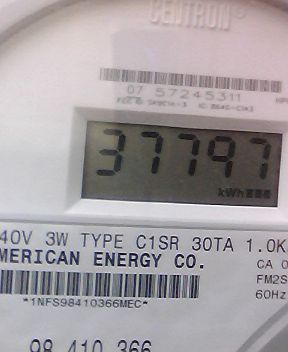 CENTRON®
07 57245311
37797
kWh
40V 3W TYPE C1SR 30TA 1.0K
MERICAN ENERGY CO.
CA 0
FM2S
*1NFS98410366MEC*
60Hz
98 410 366